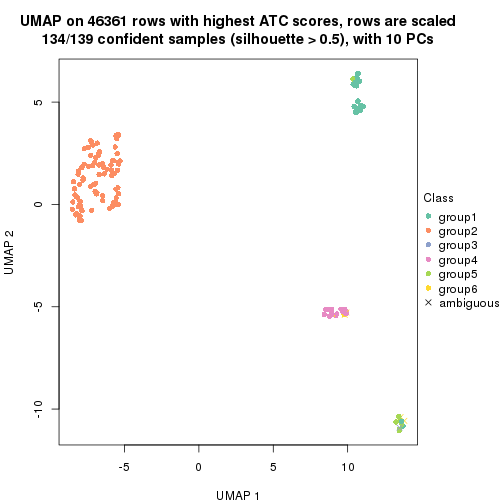 UMAP on 46361 rows with highest ATC scores, rows are scaled
134/139 confident samples (silhouette > 0.5), with 10 PCs
5
0
-5
-10
UMAP 2
-5
0
5
10
UMAP 1
Class
group1
group2
group3
group4
group5
group6
ambiguous